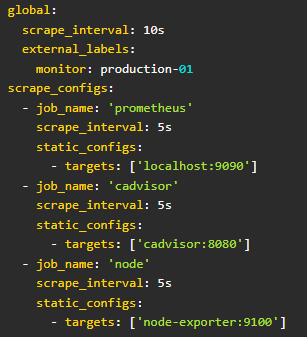 global:
  scrape_interval: 10s
  external_labels:
    monitor: production-01
scrape_configs:
  - job_name: 'prometheus'
    scrape_interval: 5s
    static_configs:
      - targets: ['localhost:9090']
  - job_name: 'cadvisor'
    scrape_interval: 5s
    static_configs:
      - targets: ['cadvisor:8080']
  - job_name: 'node'
    scrape_interval: 5s
    static_configs:
      - targets: ['node-exporter:9100']